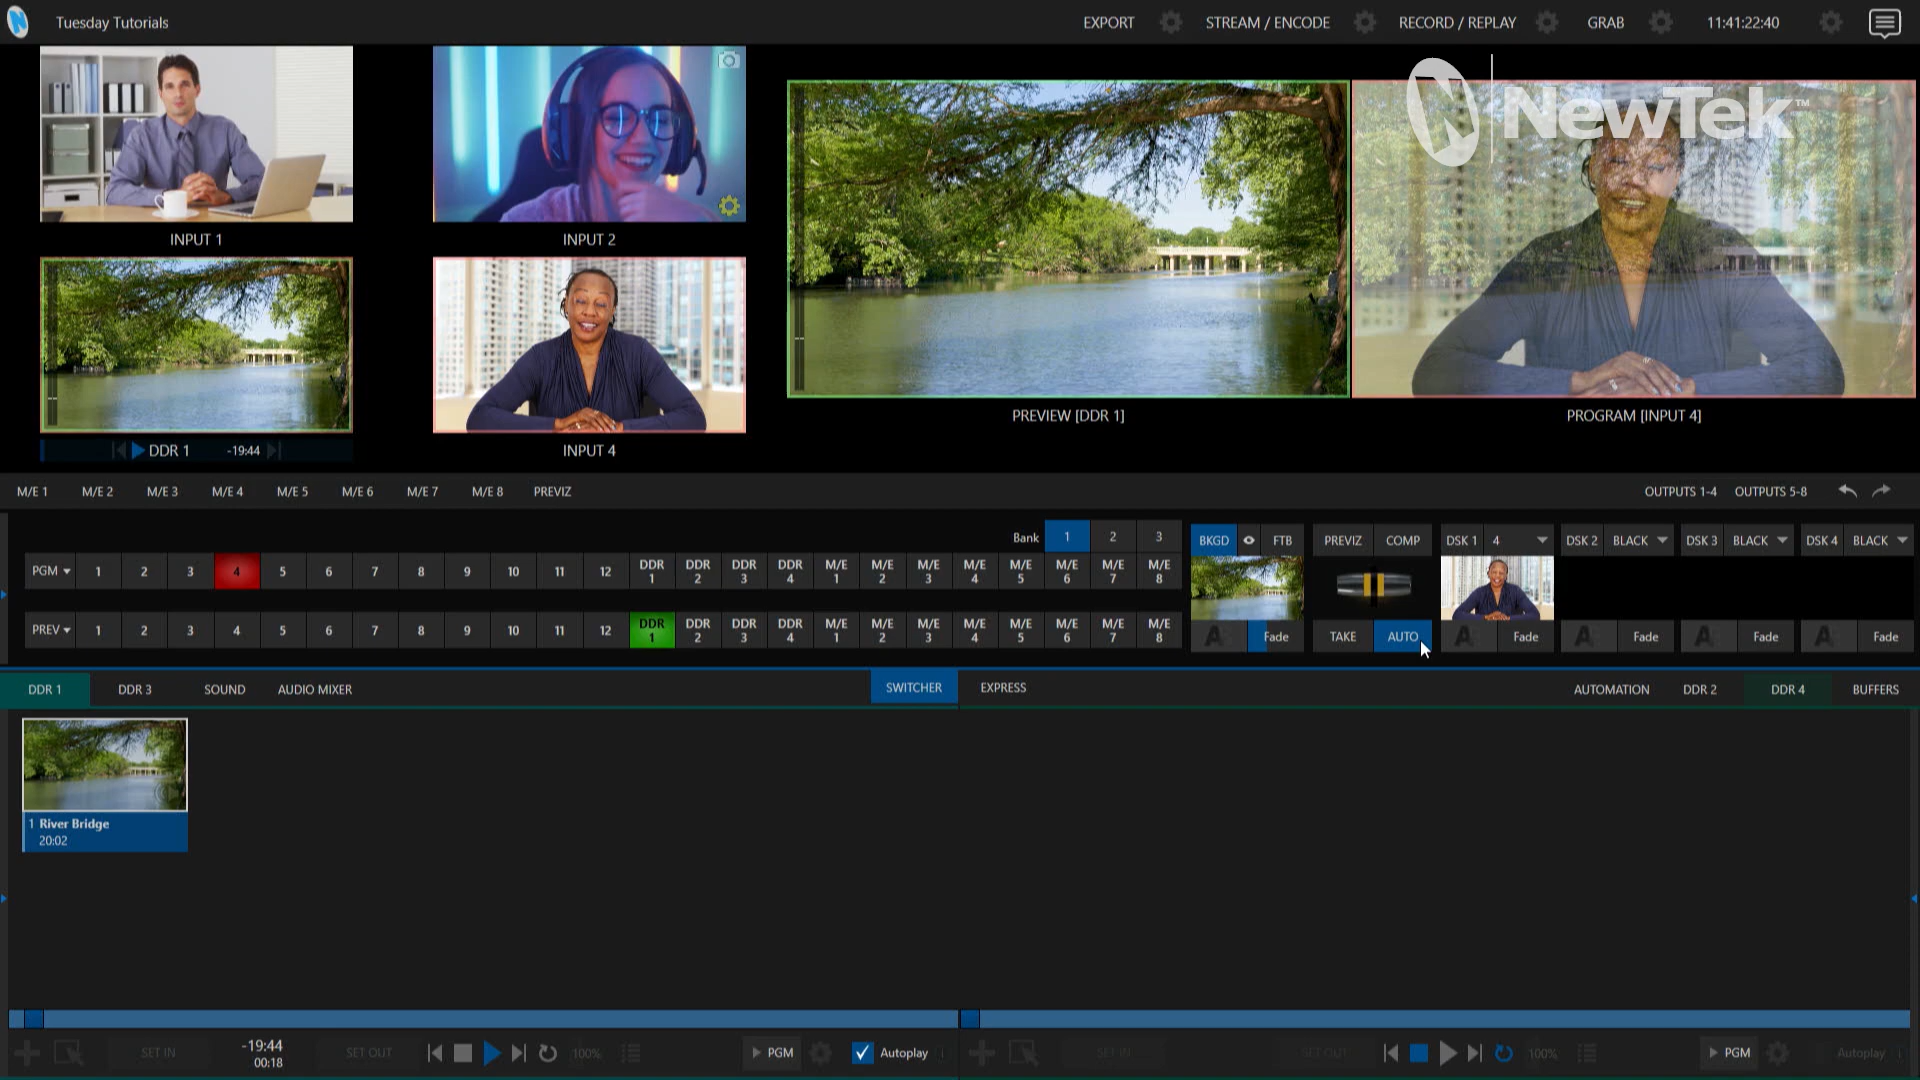 Tuesday Tutorials
EXPORT
STREAM / ENCODE
RECORD / REPLAY
GRAB
11:41:22:40
NewTek™
INPUT 1
INPUT 2
DDR 1
-19:44
INPUT 4
PREVIEW [DDR 1]
PROGRAM [INPUT 4]
M/E 1 M/E 2 M/E 3 M/E 4 M/E 5 M/E 6 M/E 7 M/E 8 PREVIZ
OUTPUTS 1-4 OUTPUTS 5-8
Bank 1 2 3
PGM 1 2 3 4 5 6 7 8 9 10 11 12 DDR 1 DDR 2 DDR 3 DDR 4 M/E 1 M/E 2 M/E 3 M/E 4 M/E 5 M/E 6 M/E 7 M/E 8
PREV 1 2 3 4 5 6 7 8 9 10 11 12 DDR 1 DDR 2 DDR 3 DDR 4 M/E 1 M/E 2 M/E 3 M/E 4 M/E 5 M/E 6 M/E 7 M/E 8
BKGD FTB
PREVIZ COMP
DSK 1 4
DSK 2 BLACK
DSK 3 BLACK
DSK 4 BLACK
A Fade
TAKE AUTO
A Fade
A Fade
A Fade
A Fade
DDR 1 DDR 3 SOUND AUDIO MIXER
SWITCHER EXPRESS
AUTOMATION DDR 2 DDR 4 BUFFERS
1 River Bridge
20:02
SET IN
-19:44
00:18
SET OUT
100%
PGM
Autoplay
SET IN
SET OUT
100%
PGM
Autoplay